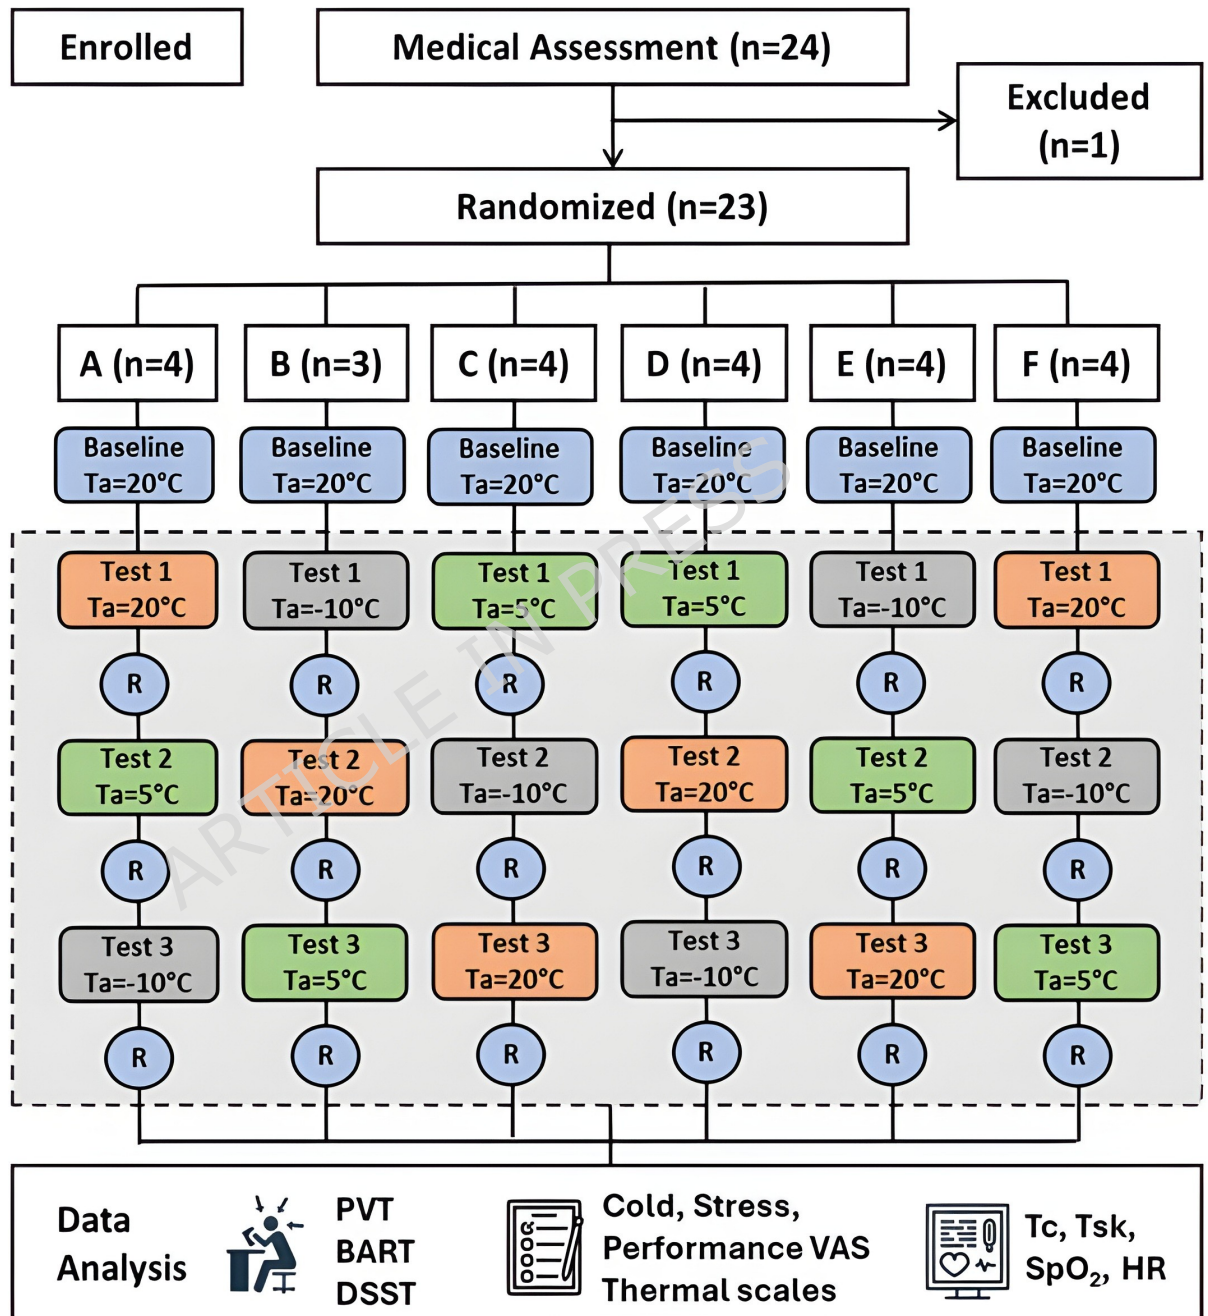 Enrolled
Medical Assessment (n=24)
Excluded
(n=1)
Randomized (n=23)
A (n=4)
B (n=3)
C (n=4)
D (n=4)
E (n=4)
F (n=4)
Baseline
Ta=20°C
Baseline
Ta=20°C
Baseline
Ta=20°C
Baseline
Ta=20°C
Baseline
Ta=20°C
Baseline
Ta=20°C
Test 1
Ta=20°C
Test 1
Ta=-10°C
Test 1
Ta=5°C
Test 1
Ta=5°C
Test 1
Ta=-10°C
Test 1
Ta=20°C
R
R
R
R
R
R
Test 2
Ta=5°C
Test 2
Ta=20°C
Test 2
Ta=-10°C
Test 2
Ta=20°C
Test 2
Ta=5°C
Test 2
Ta=-10°C
R
R
R
R
R
R
Test 3
Ta=-10°C
Test 3
Ta=5°C
Test 3
Ta=20°C
Test 3
Ta=-10°C
Test 3
Ta=20°C
Test 3
Ta=5°C
R
R
R
R
R
R
ARTICLE IN PRESS
Data
Analysis
PVT
BART
DSST
Cold, Stress,
Performance VAS
Thermal scales
Tc, Tsk,
SpO₂, HR